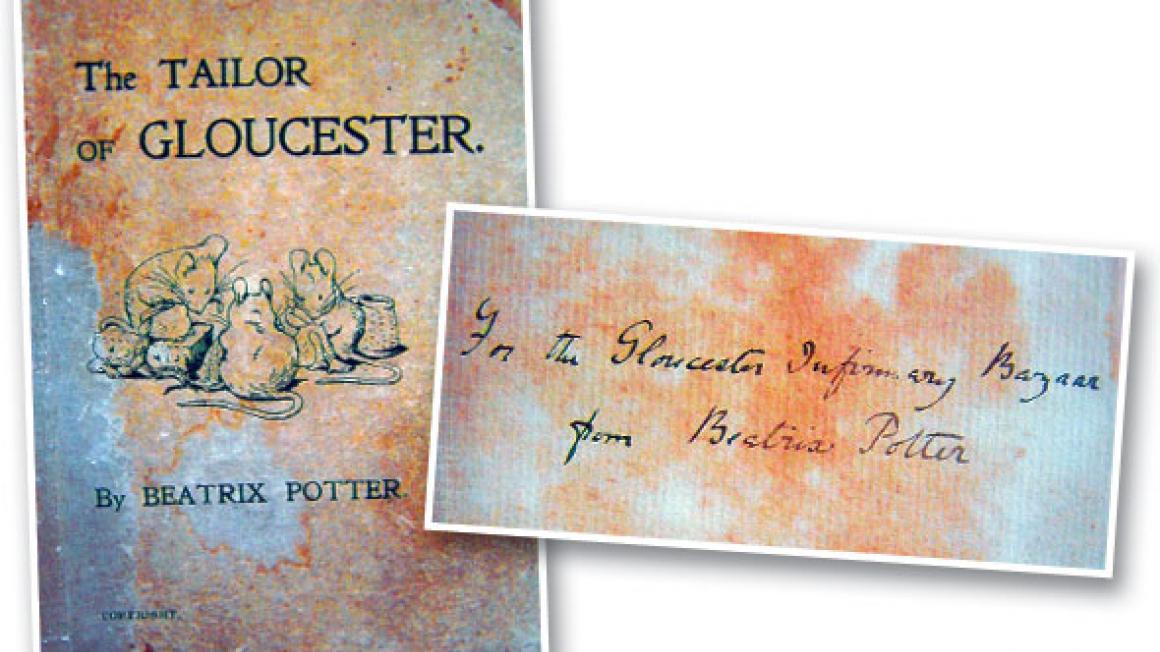 The TAILOR
OF GLOUCESTER.
By BEATRIX POTTER.
COPYRIGHT.
For the Gloucester Infirmary Bazaar
from Beatrix Potter